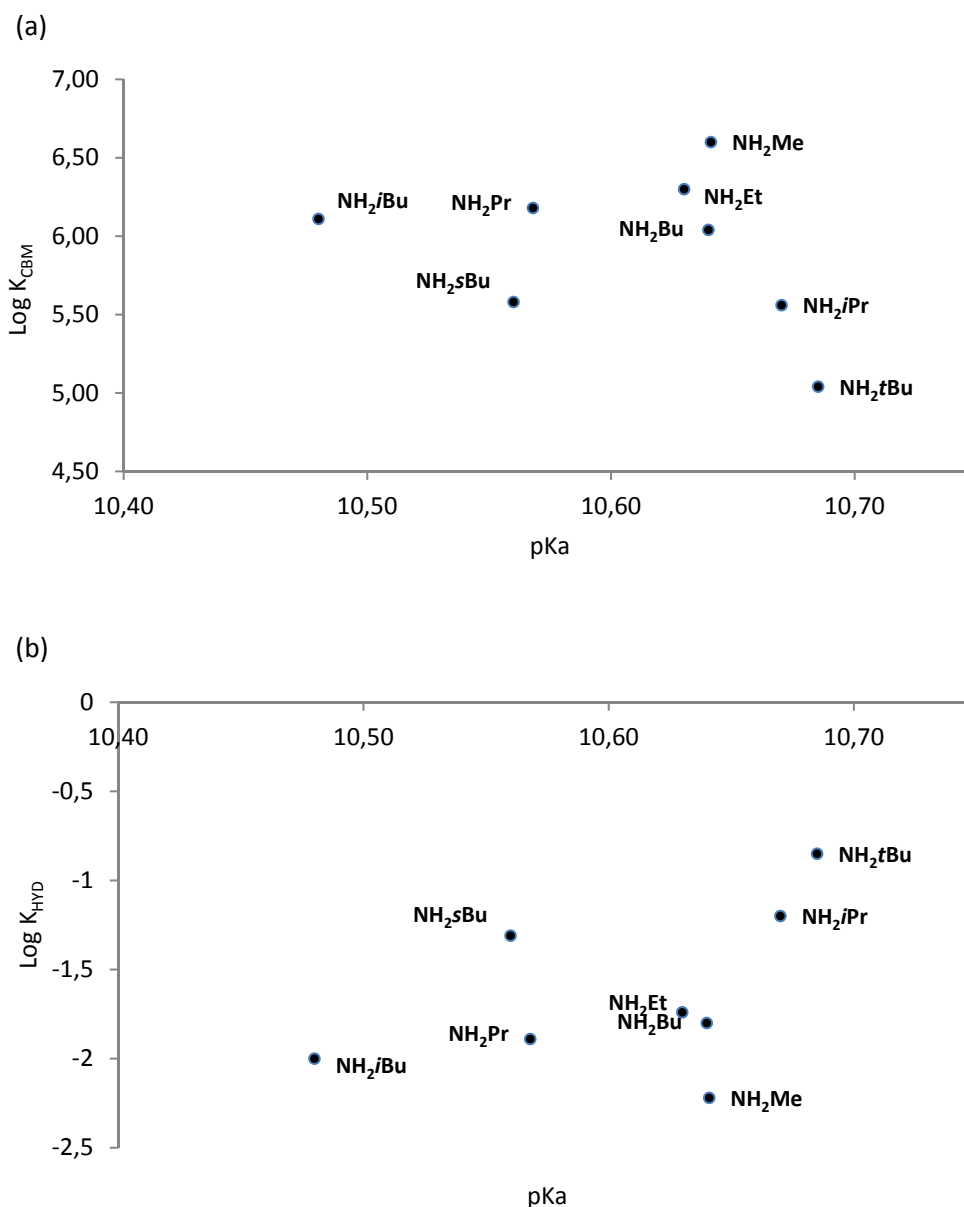 (a)
7,00
6,50
6,00
5,50
5,00
4,50
Log K_CBM
10,40 10,50 10,60 10,70
pKa
NH₂Me
NH₂Et
NH₂iBu
NH₂Pr
NH₂Bu
NH₂sBu
NH₂iPr
NH₂tBu
(b)
0
10,40 10,50 10,60 10,70
-0,5
-1
-1,5
-2
-2,5
Log K_HYD
NH₂tBu
NH₂sBu
NH₂iPr
NH₂Et
NH₂Bu
NH₂Pr
NH₂iBu
NH₂Me
pKa